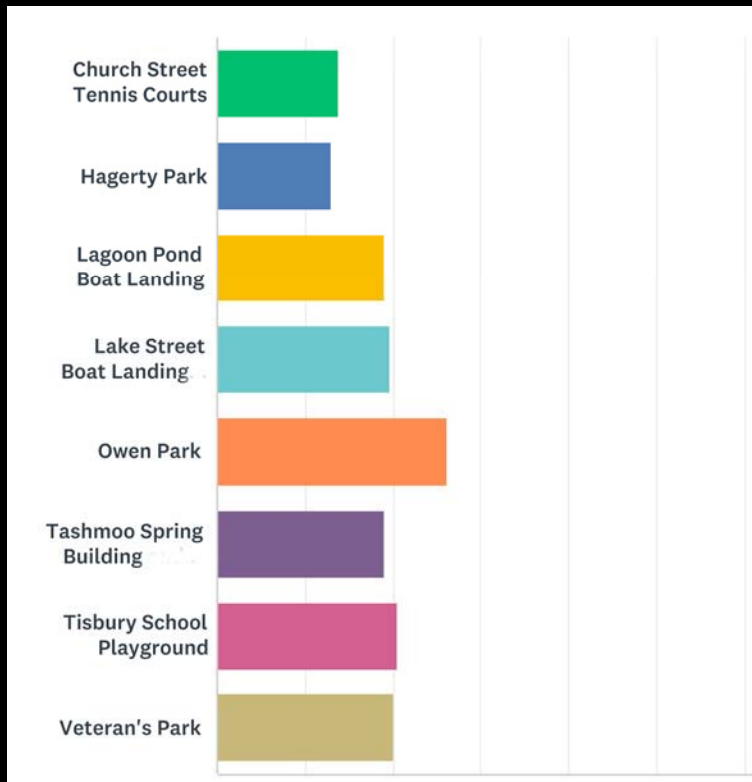 Church Street
Tennis Courts
Hagerty Park
Lagoon Pond
Boat Landing
Lake Street
Boat Landing
Owen Park
Tashmoo Spring
Building
Tisbury School
Playground
Veteran's Park